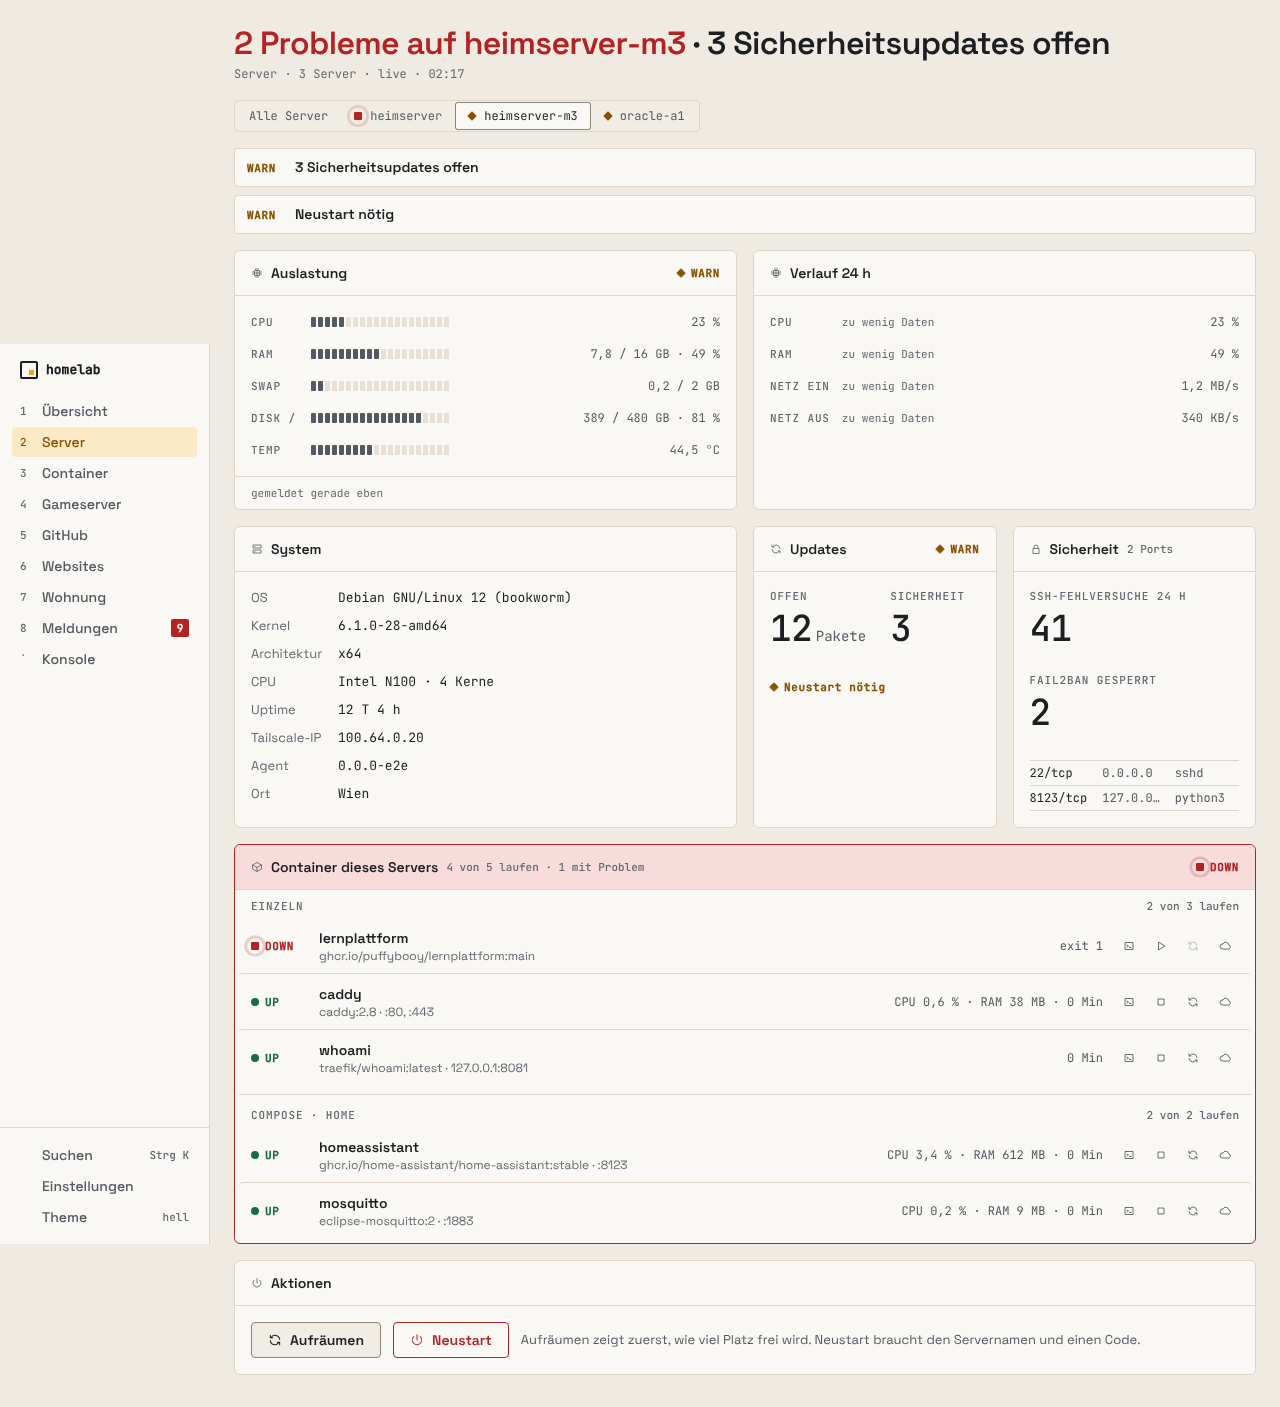 2 Probleme auf heimserver-m3 · 3 Sicherheitsupdates offen
Server · 3 Server · live · 02:17
Alle Server heimserver heimserver-m3 oracle-a1
WARN 3 Sicherheitsupdates offen
WARN Neustart nötig
homelab
1 Übersicht
2 Server
3 Container
4 Gameserver
5 GitHub
6 Websites
7 Wohnung
8 Meldungen 9
` Konsole
Suchen Strg K
Einstellungen
Theme hell
Auslastung WARN
CPU 23 %
RAM 7,8 / 16 GB · 49 %
SWAP 0,2 / 2 GB
DISK / 389 / 480 GB · 81 %
TEMP 44,5 °C
gemeldet gerade eben
Verlauf 24 h
CPU zu wenig Daten 23 %
RAM zu wenig Daten 49 %
NETZ EIN zu wenig Daten 1,2 MB/s
NETZ AUS zu wenig Daten 340 KB/s
System
OS Debian GNU/Linux 12 (bookworm)
Kernel 6.1.0-28-amd64
Architektur x64
CPU Intel N100 · 4 Kerne
Uptime 12 T 4 h
Tailscale-IP 100.64.0.20
Agent 0.0.0-e2e
Ort Wien
Updates WARN
OFFEN SICHERHEIT
12 Pakete 3
Neustart nötig
Sicherheit 2 Ports
SSH-FEHLVERSUCHE 24 H
41
FAIL2BAN GESPERRT
2
22/tcp 0.0.0.0 sshd
8123/tcp 127.0.0… python3
Container dieses Servers 4 von 5 laufen · 1 mit Problem DOWN
EINZELN 2 von 3 laufen
DOWN lernplattform exit 1
ghcr.io/puffybooy/lernplattform:main
UP caddy CPU 0,6 % · RAM 38 MB · 0 Min
caddy:2.8 · :80, :443
UP whoami 0 Min
traefik/whoami:latest · 127.0.0.1:8081
COMPOSE · HOME 2 von 2 laufen
UP homeassistant CPU 3,4 % · RAM 612 MB · 0 Min
ghcr.io/home-assistant/home-assistant:stable · :8123
UP mosquitto CPU 0,2 % · RAM 9 MB · 0 Min
eclipse-mosquitto:2 · :1883
Aktionen
Aufräumen Neustart Aufräumen zeigt zuerst, wie viel Platz frei wird. Neustart braucht den Servernamen und einen Code.